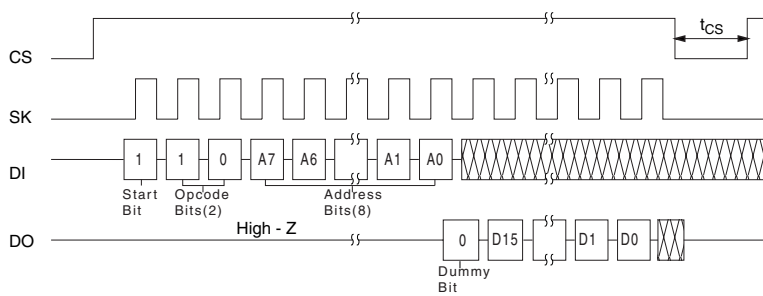 CS
tCS
SK
DI
1 1 0 A7 A6 A1 A0
Start
Bit
Opcode
Bits(2)
Address
Bits(8)
High - Z
DO
0 D15 D1 D0
Dummy
Bit